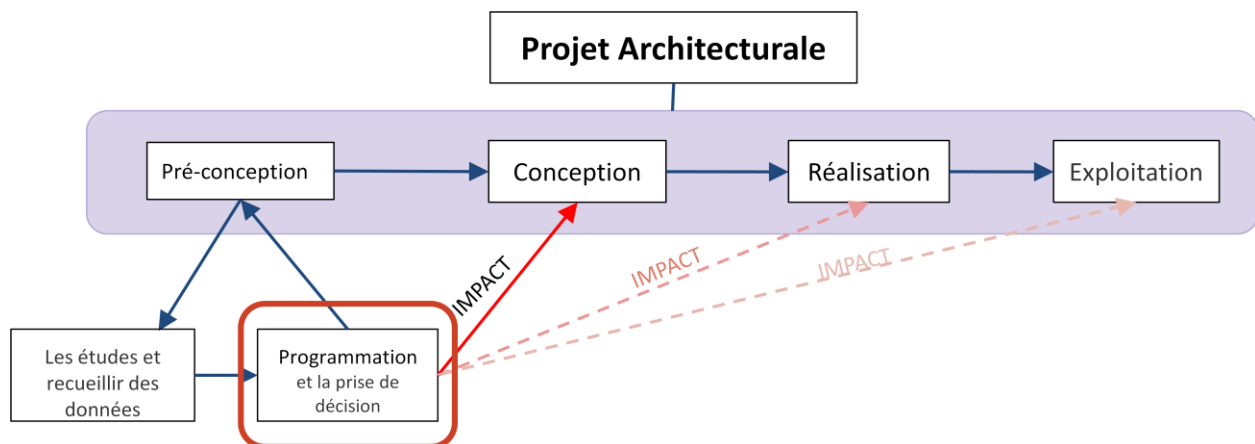 Projet Architecturale
Pré-conception
Conception
Réalisation
Exploitation
IMPACT
IMPACT
IMPACT
Les études et
recueillir des
données
Programmation
et la prise de
décision